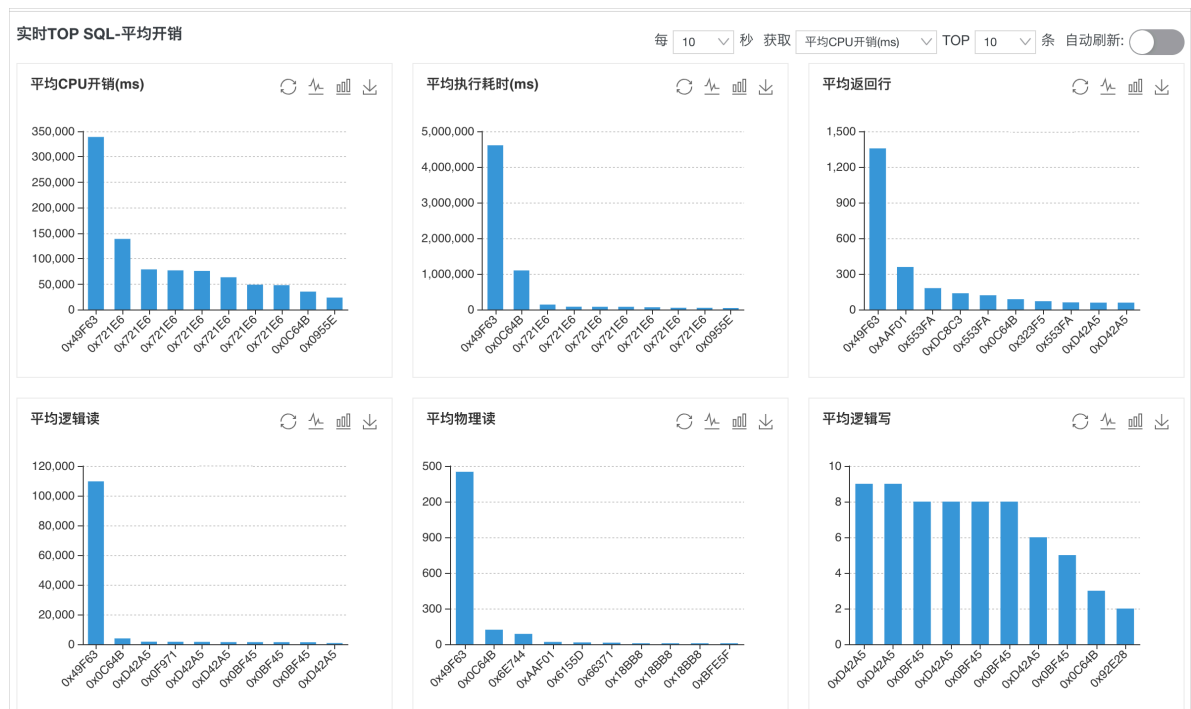 实时TOP SQL-平均开销
每 10 秒 获取 平均CPU开销(ms) TOP 10 条 自动刷新:
平均CPU开销(ms)
350,000
300,000
250,000
200,000
150,000
100,000
50,000
0
0x49F63 0x721E6 0x721E6 0x721E6 0x721E6 0x721E6 0x721E6 0x721E6 0x0C64B 0x0955E
平均执行耗时(ms)
5,000,000
4,000,000
3,000,000
2,000,000
1,000,000
0
0x49F63 0x0C64B 0x721E6 0x721E6 0x721E6 0x721E6 0x721E6 0x721E6 0x721E6 0x0955E
平均返回行
1,500
1,200
900
600
300
0
0x49F63 0xAAF01 0x553FA 0xDC8C3 0x553FA 0x0C64B 0x323F5 0x553FA 0xD42A5 0xD42A5
平均逻辑读
120,000
100,000
80,000
60,000
40,000
20,000
0
0x49F63 0x0C64B 0xD42A5 0x0F971 0xD42A5 0xD42A5 0x0BF45 0x0BF45 0x0BF45 0xD42A5
平均物理读
500
200
900
600
300
0
0x49F63 0x0C64B 0x6E744 0xAAF01 0x6155D 0x66371 0x18BB8 0x18BB8 0x18BB8 0xBFE5F
平均逻辑写
10
8
6
4
2
0
0xD42A5 0xD42A5 0x0BF45 0xD42A5 0x0BF45 0x0BF45 0xD42A5 0x0BF45 0x0C64B 0x92E28